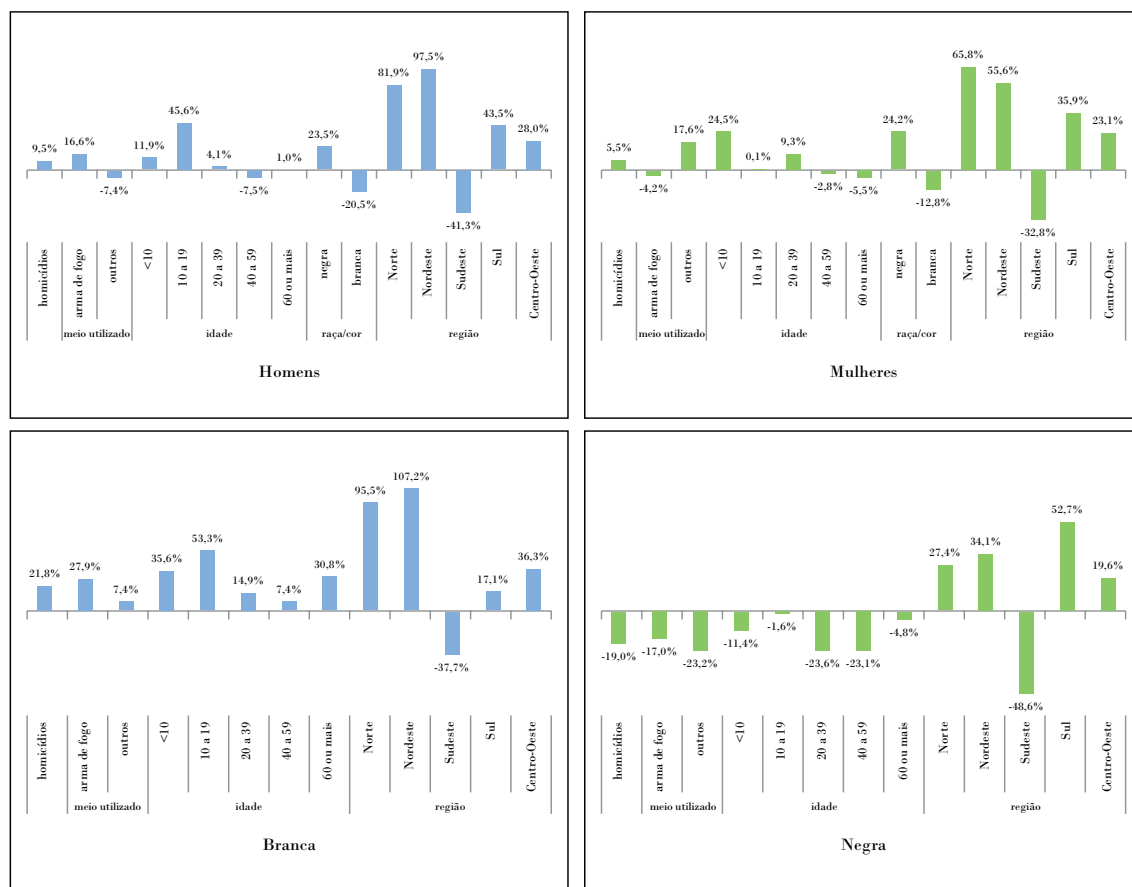 97,5%
81,9%
45,6%
43,5%
28,0%
23,5%
16,6%
11,9%
9,5%
4,1%
1,0%
-7,4%
-7,5%
-20,5%
-41,3%
homicídios
arma de fogo
outros
<10
10 a 19
20 a 39
40 a 59
60 ou mais
negra
branca
Norte
Nordeste
Sudeste
Sul
Centro-Oeste
meio utilizado idade raça/cor região
Homens
65,8%
55,6%
35,9%
24,5%
24,2%
23,1%
17,6%
9,3%
5,5%
0,1%
-4,2%
-2,8%
-5,5%
-12,8%
-32,8%
homicídios
arma de fogo
outros
<10
10 a 19
20 a 39
40 a 59
60 ou mais
negra
branca
Norte
Nordeste
Sudeste
Sul
Centro-Oeste
meio utilizado idade raça/cor região
Mulheres
107,2%
95,5%
53,3%
35,6%
36,3%
30,8%
27,9%
21,8%
14,9%
17,1%
7,4%
7,4%
-37,7%
homicídios
arma de fogo
outros
<10
10 a 19
20 a 39
40 a 59
60 ou mais
Norte
Nordeste
Sudeste
Sul
Centro-Oeste
meio utilizado idade região
Branca
52,7%
34,1%
27,4%
19,6%
-1,6%
-4,8%
-11,4%
-19,0%
-17,0%
-23,2%
-23,6%
-23,1%
-48,6%
homicídios
arma de fogo
outros
<10
10 a 19
20 a 39
40 a 59
60 ou mais
Norte
Nordeste
Sudeste
Sul
Centro-Oeste
meio utilizado idade região
Negra